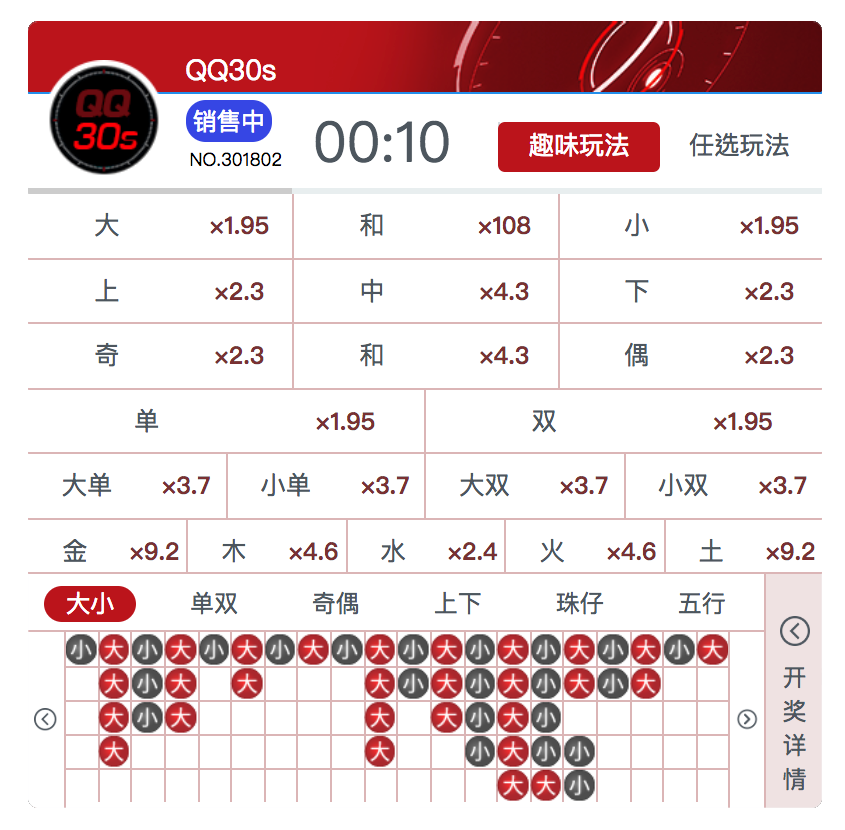 QQ30s
QQ
30s
销售中
NO.301802
00:10
趣味玩法 任选玩法
大 ×1.95 和 ×108 小 ×1.95
上 ×2.3 中 ×4.3 下 ×2.3
奇 ×2.3 和 ×4.3 偶 ×2.3
单 ×1.95 双 ×1.95
大单 ×3.7 小单 ×3.7 大双 ×3.7 小双 ×3.7
金 ×9.2 木 ×4.6 水 ×2.4 火 ×4.6 土 ×9.2
大小 单双 奇偶 上下 珠仔 五行
小 大 小 大 小 大 小 大 小 大 小 大 小 大 小 大 小 大 小 大
大 小 大 大 大 小 大 小 大 小 大 小 大
大 小 大 大 大 小 大 小
大 大 小 大 小 小
大 大 小
开奖详情